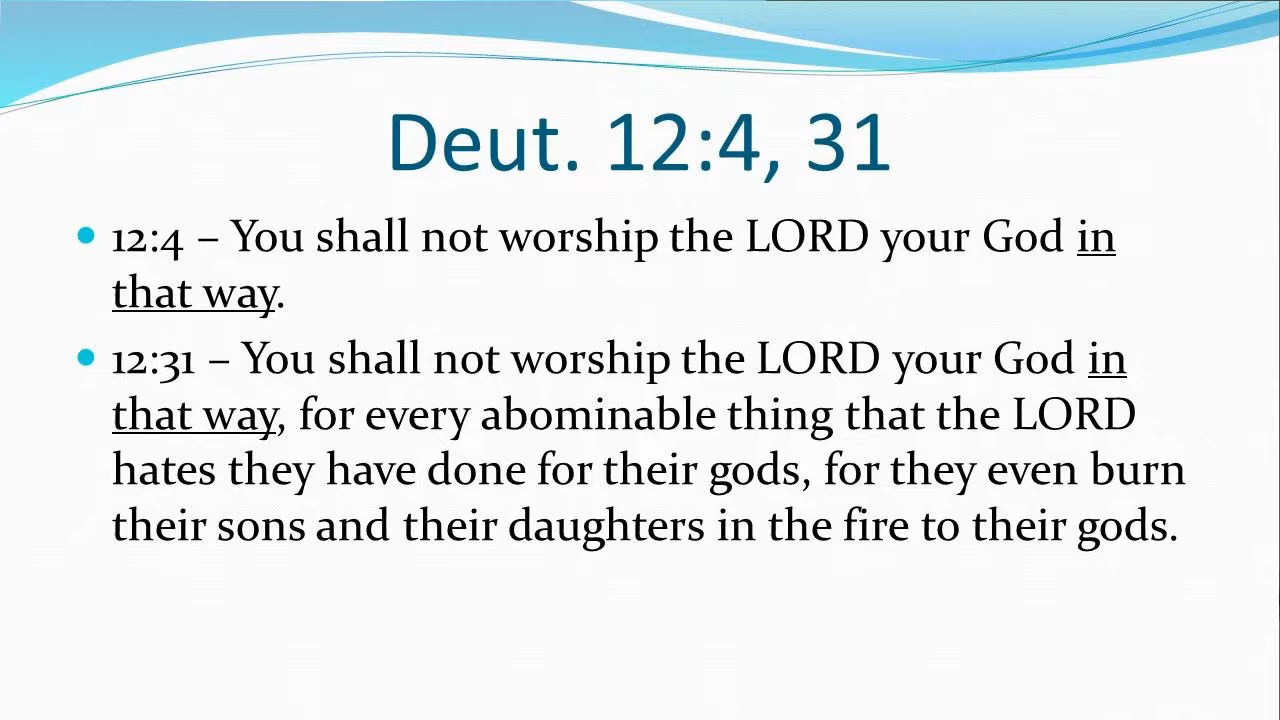 Deut. 12:4, 31
• 12:4 – You shall not worship the LORD your God in
that way.
• 12:31 – You shall not worship the LORD your God in
that way, for every abominable thing that the LORD
hates they have done for their gods, for they even burn
their sons and their daughters in the fire to their gods.